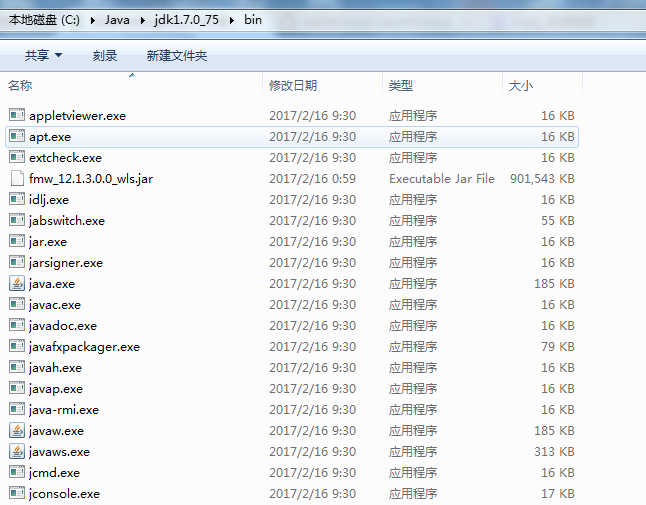 本地磁盘 (C:) Java jdk1.7.0_75 bin
共享 刻录 新建文件夹
名称 修改日期 类型 大小
appletviewer.exe 2017/2/16 9:30 应用程序 16 KB
apt.exe 2017/2/16 9:30 应用程序 16 KB
extcheck.exe 2017/2/16 9:30 应用程序 16 KB
fmw_12.1.3.0.0_wls.jar 2017/2/16 0:59 Executable Jar File 901,543 KB
idlj.exe 2017/2/16 9:30 应用程序 16 KB
jabswitch.exe 2017/2/16 9:30 应用程序 55 KB
jar.exe 2017/2/16 9:30 应用程序 16 KB
jarsigner.exe 2017/2/16 9:30 应用程序 16 KB
java.exe 2017/2/16 9:30 应用程序 185 KB
javac.exe 2017/2/16 9:30 应用程序 16 KB
javadoc.exe 2017/2/16 9:30 应用程序 16 KB
javafxpackager.exe 2017/2/16 9:30 应用程序 79 KB
javah.exe 2017/2/16 9:30 应用程序 16 KB
javap.exe 2017/2/16 9:30 应用程序 16 KB
java-rmi.exe 2017/2/16 9:30 应用程序 16 KB
javaw.exe 2017/2/16 9:30 应用程序 185 KB
javaws.exe 2017/2/16 9:30 应用程序 313 KB
jcmd.exe 2017/2/16 9:30 应用程序 16 KB
jconsole.exe 2017/2/16 9:30 应用程序 17 KB